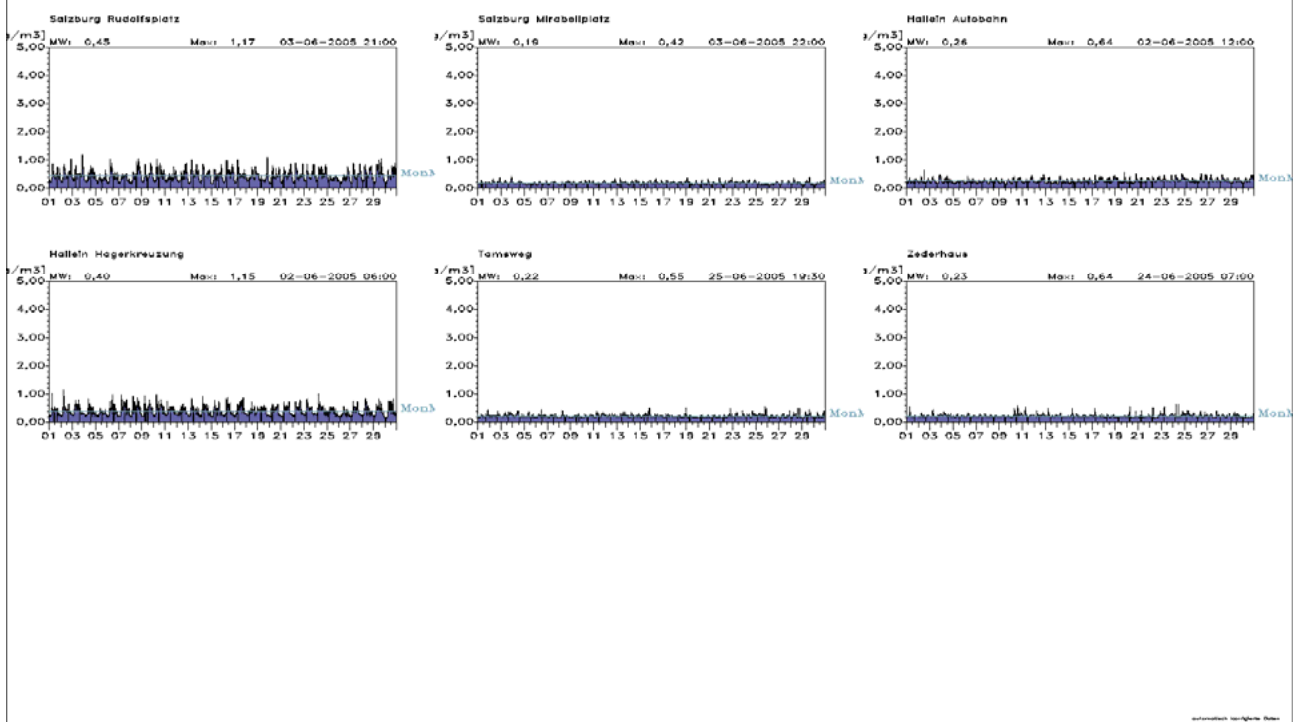 Salzburg Rudolfsplatz
/m3] MW: 0,45 Max: 1,17 03-06-2005 21:00
5,00
4,00
3,00
2,00
1,00
0,00
01 03 05 07 09 11 13 15 17 19 21 23 25 27 29
Salzburg Mirabellplatz
/m3] MW: 0,19 Max: 0,42 03-06-2005 22:00
5,00
4,00
3,00
2,00
1,00
0,00
01 03 05 07 09 11 13 15 17 19 21 23 25 27 29
Hallein Autobahn
/m3] MW: 0,26 Max: 0,64 02-06-2005 12:00
5,00
4,00
3,00
2,00
1,00
0,00
01 03 05 07 09 11 13 15 17 19 21 23 25 27 29
Hallein Hagerkreuzung
/m3] MW: 0,40 Max: 1,15 02-06-2005 06:00
5,00
4,00
3,00
2,00
1,00
0,00
01 03 05 07 09 11 13 15 17 19 21 23 25 27 29
Tamsweg
/m3] MW: 0,22 Max: 0,55 25-06-2005 19:30
5,00
4,00
3,00
2,00
1,00
0,00
01 03 05 07 09 11 13 15 17 19 21 23 25 27 29
Zederhaus
/m3] MW: 0,23 Max: 0,64 24-06-2005 07:00
5,00
4,00
3,00
2,00
1,00
0,00
01 03 05 07 09 11 13 15 17 19 21 23 25 27 29